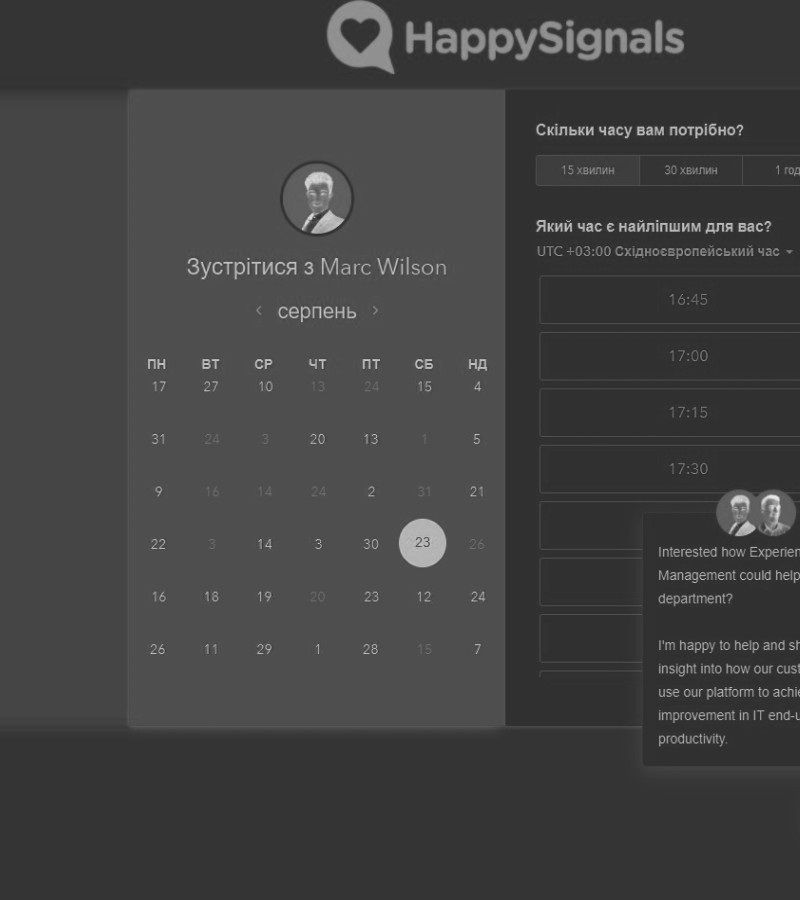 HappySignals
Зустрітися з Marc Wilson
серпень
ПН ВТ СР ЧТ ПТ СБ НД
17 27 10 13 24 15 4
31 24 3 20 13 1 5
9 16 14 24 2 31 21
22 3 14 3 30 23 26
16 18 19 20 23 12 24
26 11 29 1 28 15 7
Скільки часу вам потрібно?
15 хвилин 30 хвилин 1 год
Який час є найліпшим для вас?
UTC +03:00 Східноєвропейський час
16:45
17:00
17:15
17:30
Interested how Experien
Management could help
department?
I'm happy to help and sh
insight into how our cust
use our platform to achie
improvement in IT end-u
productivity.